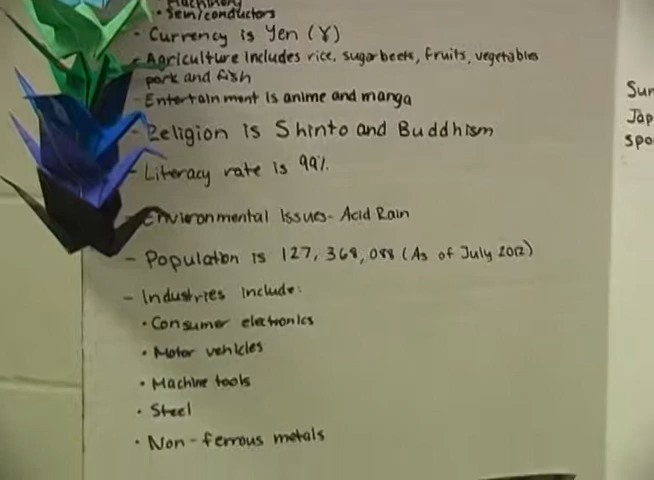 Machinery
• Semiconductors
- Currency is Yen (¥)
- Agriculture includes rice, sugar beets, fruits, vegetables
pork and fish
- Entertainment is anime and manga
- Religion is Shinto and Buddhism
- Literacy rate is 99%
- Environmental Issues- Acid Rain
- Population is 127,368,088 (As of July 2012)
- Industries include:
• Consumer electronics
• Motor vehicles
• Machine tools
• Steel
• Non-ferrous metals
Sur
Jap
spo